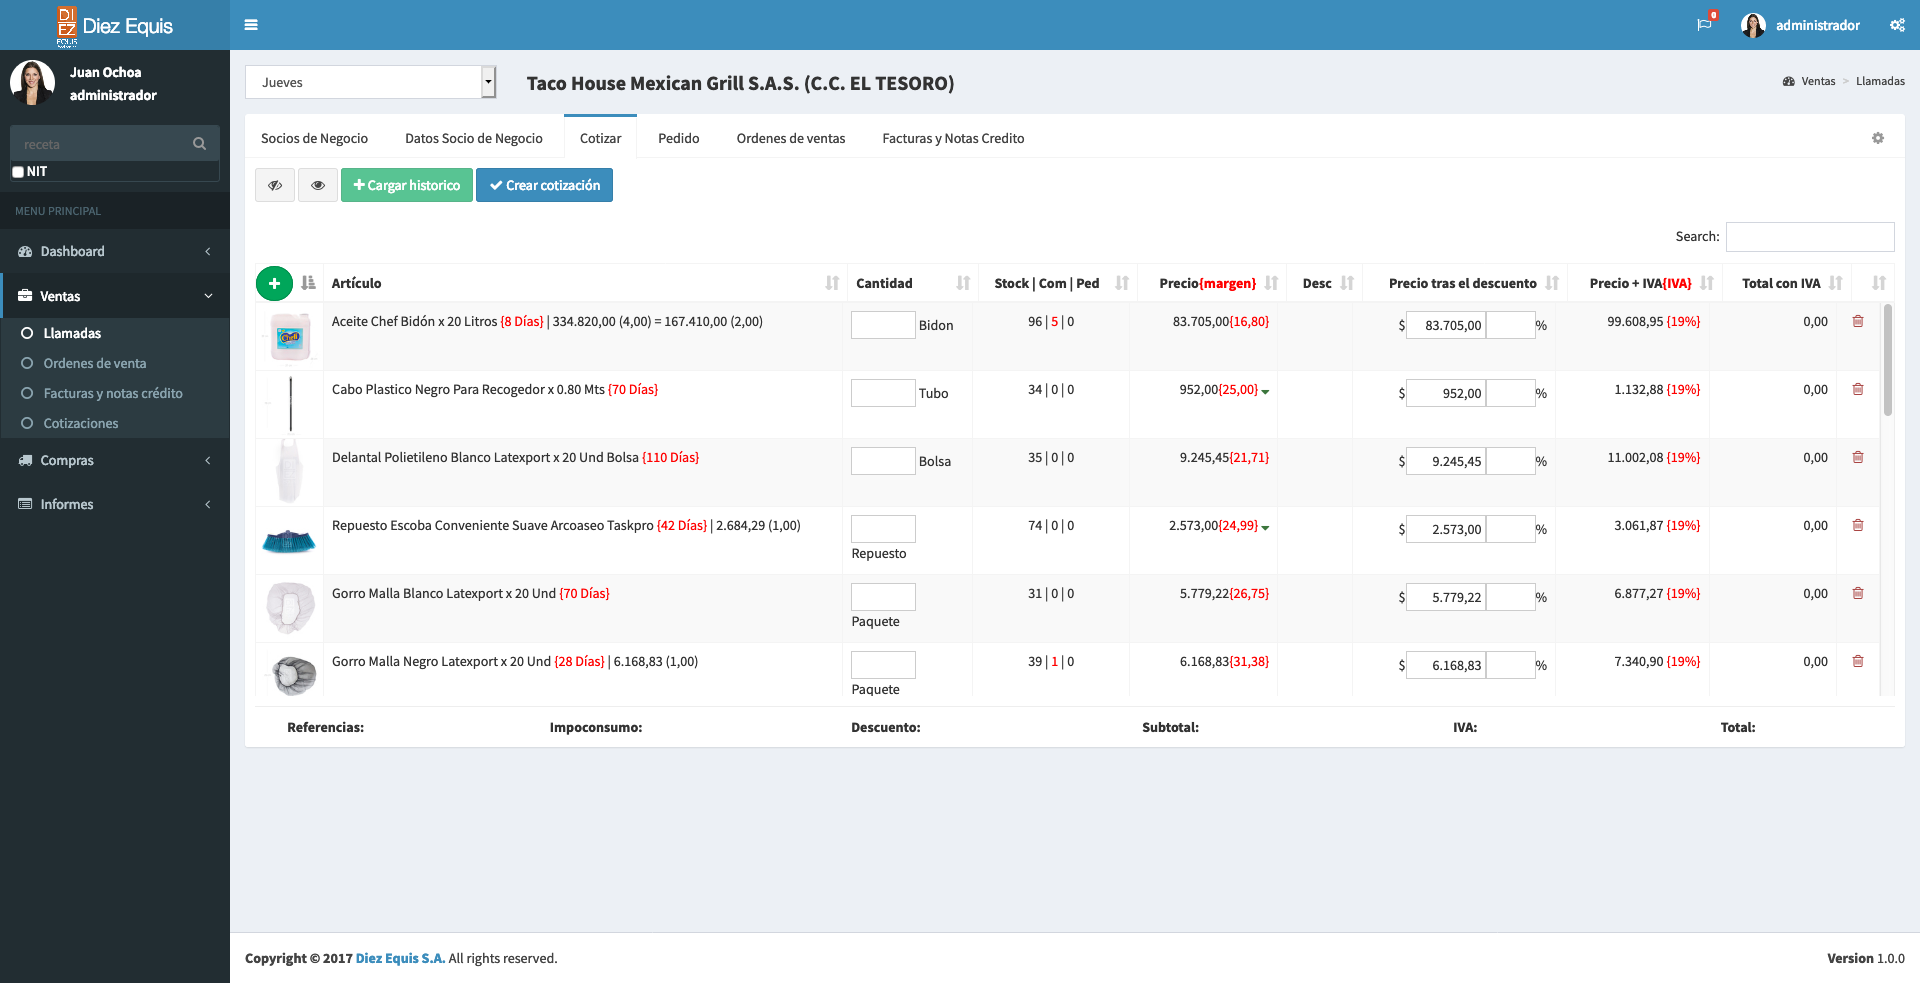 DI
EZ
EQUIS
Diez Equis
0
administrador
Juan Ochoa
administrador
receta
NIT
MENU PRINCIPAL
Dashboard
Ventas
Llamadas
Ordenes de venta
Facturas y notas crédito
Cotizaciones
Compras
Informes
Jueves
Taco House Mexican Grill S.A.S. (C.C. EL TESORO)
Ventas > Llamadas
Socios de Negocio Datos Socio de Negocio Cotizar Pedido Ordenes de ventas Facturas y Notas Credito
Cargar historico Crear cotización
Search:
+ Artículo Cantidad Stock | Com | Ped Precio{margen} Desc Precio tras el descuento Precio + IVA{IVA} Total con IVA
Aceite Chef Bidón x 20 Litros {8 Días} | 334.820,00 (4,00) = 167.410,00 (2,00) Bidon 96 | 5 | 0 83.705,00{16,80} $ 83.705,00 % 99.608,95 {19%} 0,00
Cabo Plastico Negro Para Recogedor x 0.80 Mts {70 Días} Tubo 34 | 0 | 0 952,00{25,00} $ 952,00 % 1.132,88 {19%} 0,00
Delantal Polietileno Blanco Latexport x 20 Und Bolsa {110 Días} Bolsa 35 | 0 | 0 9.245,45{21,71} $ 9.245,45 % 11.002,08 {19%} 0,00
Repuesto Escoba Conveniente Suave Arcoaseo Taskpro {42 Días} | 2.684,29 (1,00) Repuesto 74 | 0 | 0 2.573,00{24,99} $ 2.573,00 % 3.061,87 {19%} 0,00
Gorro Malla Blanco Latexport x 20 Und {70 Días} Paquete 31 | 0 | 0 5.779,22{26,75} $ 5.779,22 % 6.877,27 {19%} 0,00
Gorro Malla Negro Latexport x 20 Und {28 Días} | 6.168,83 (1,00) Paquete 39 | 1 | 0 6.168,83{31,38} $ 6.168,83 % 7.340,90 {19%} 0,00
Referencias: Impoconsumo: Descuento: Subtotal: IVA: Total:
Copyright © 2017 Diez Equis S.A. All rights reserved.
Version 1.0.0